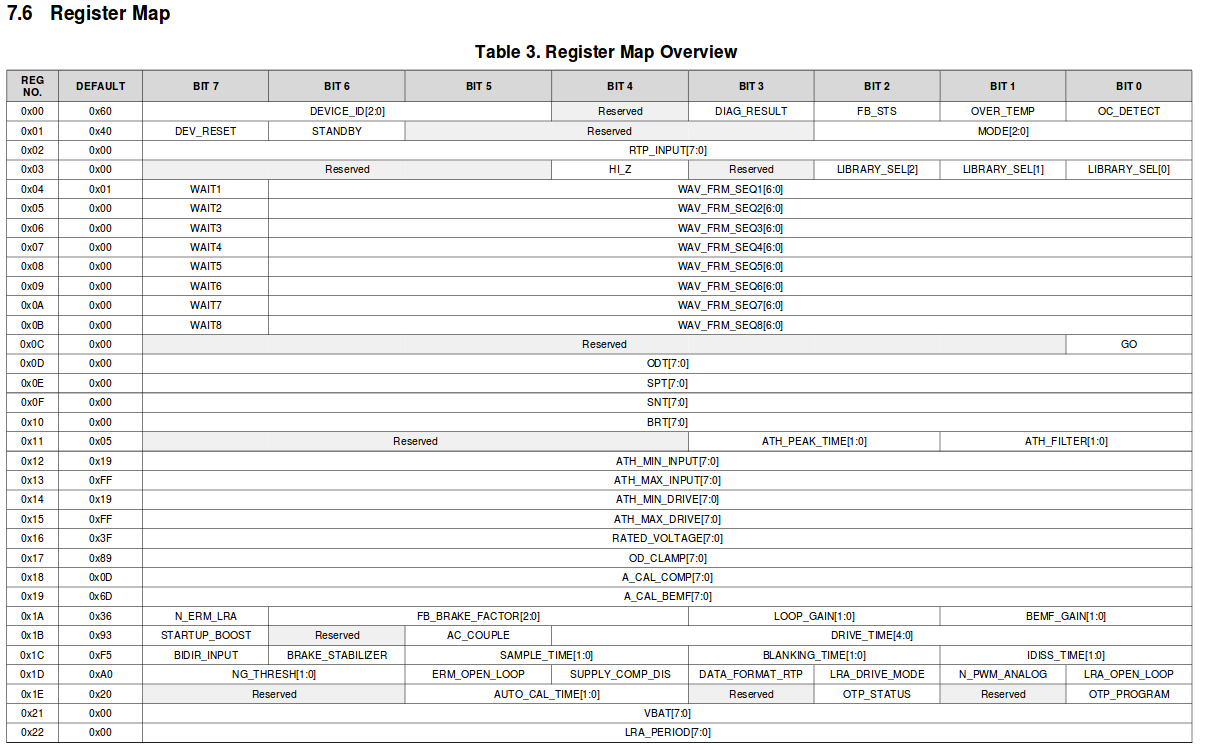 7.6 Register Map
Table 3. Register Map Overview
REG NO. DEFAULT BIT 7 BIT 6 BIT 5 BIT 4 BIT 3 BIT 2 BIT 1 BIT 0
0x00 0x60 DEVICE_ID[2:0] Reserved DIAG_RESULT FB_STS OVER_TEMP OC_DETECT
0x01 0x40 DEV_RESET STANDBY Reserved MODE[2:0]
0x02 0x00 RTP_INPUT[7:0]
0x03 0x00 Reserved HI_Z Reserved LIBRARY_SEL[2] LIBRARY_SEL[1] LIBRARY_SEL[0]
0x04 0x01 WAIT1 WAV_FRM_SEQ1[6:0]
0x05 0x00 WAIT2 WAV_FRM_SEQ2[6:0]
0x06 0x00 WAIT3 WAV_FRM_SEQ3[6:0]
0x07 0x00 WAIT4 WAV_FRM_SEQ4[6:0]
0x08 0x00 WAIT5 WAV_FRM_SEQ5[6:0]
0x09 0x00 WAIT6 WAV_FRM_SEQ6[6:0]
0x0A 0x00 WAIT7 WAV_FRM_SEQ7[6:0]
0x0B 0x00 WAIT8 WAV_FRM_SEQ8[6:0]
0x0C 0x00 Reserved GO
0x0D 0x00 ODT[7:0]
0x0E 0x00 SPT[7:0]
0x0F 0x00 SNT[7:0]
0x10 0x00 BRT[7:0]
0x11 0x05 Reserved ATH_PEAK_TIME[1:0] ATH_FILTER[1:0]
0x12 0x19 ATH_MIN_INPUT[7:0]
0x13 0xFF ATH_MAX_INPUT[7:0]
0x14 0x19 ATH_MIN_DRIVE[7:0]
0x15 0xFF ATH_MAX_DRIVE[7:0]
0x16 0x3F RATED_VOLTAGE[7:0]
0x17 0x89 OD_CLAMP[7:0]
0x18 0x0D A_CAL_COMP[7:0]
0x19 0x6D A_CAL_BEMF[7:0]
0x1A 0x36 N_ERM_LRA FB_BRAKE_FACTOR[2:0] LOOP_GAIN[1:0] BEMF_GAIN[1:0]
0x1B 0x93 STARTUP_BOOST Reserved AC_COUPLE DRIVE_TIME[4:0]
0x1C 0xF5 BIDIR_INPUT BRAKE_STABILIZER SAMPLE_TIME[1:0] BLANKING_TIME[1:0] IDISS_TIME[1:0]
0x1D 0xA0 NG_THRESH[1:0] ERM_OPEN_LOOP SUPPLY_COMP_DIS DATA_FORMAT_RTP LRA_DRIVE_MODE N_PWM_ANALOG LRA_OPEN_LOOP
0x1E 0x20 Reserved AUTO_CAL_TIME[1:0] Reserved OTP_STATUS Reserved OTP_PROGRAM
0x21 0x00 VBAT[7:0]
0x22 0x00 LRA_PERIOD[7:0]